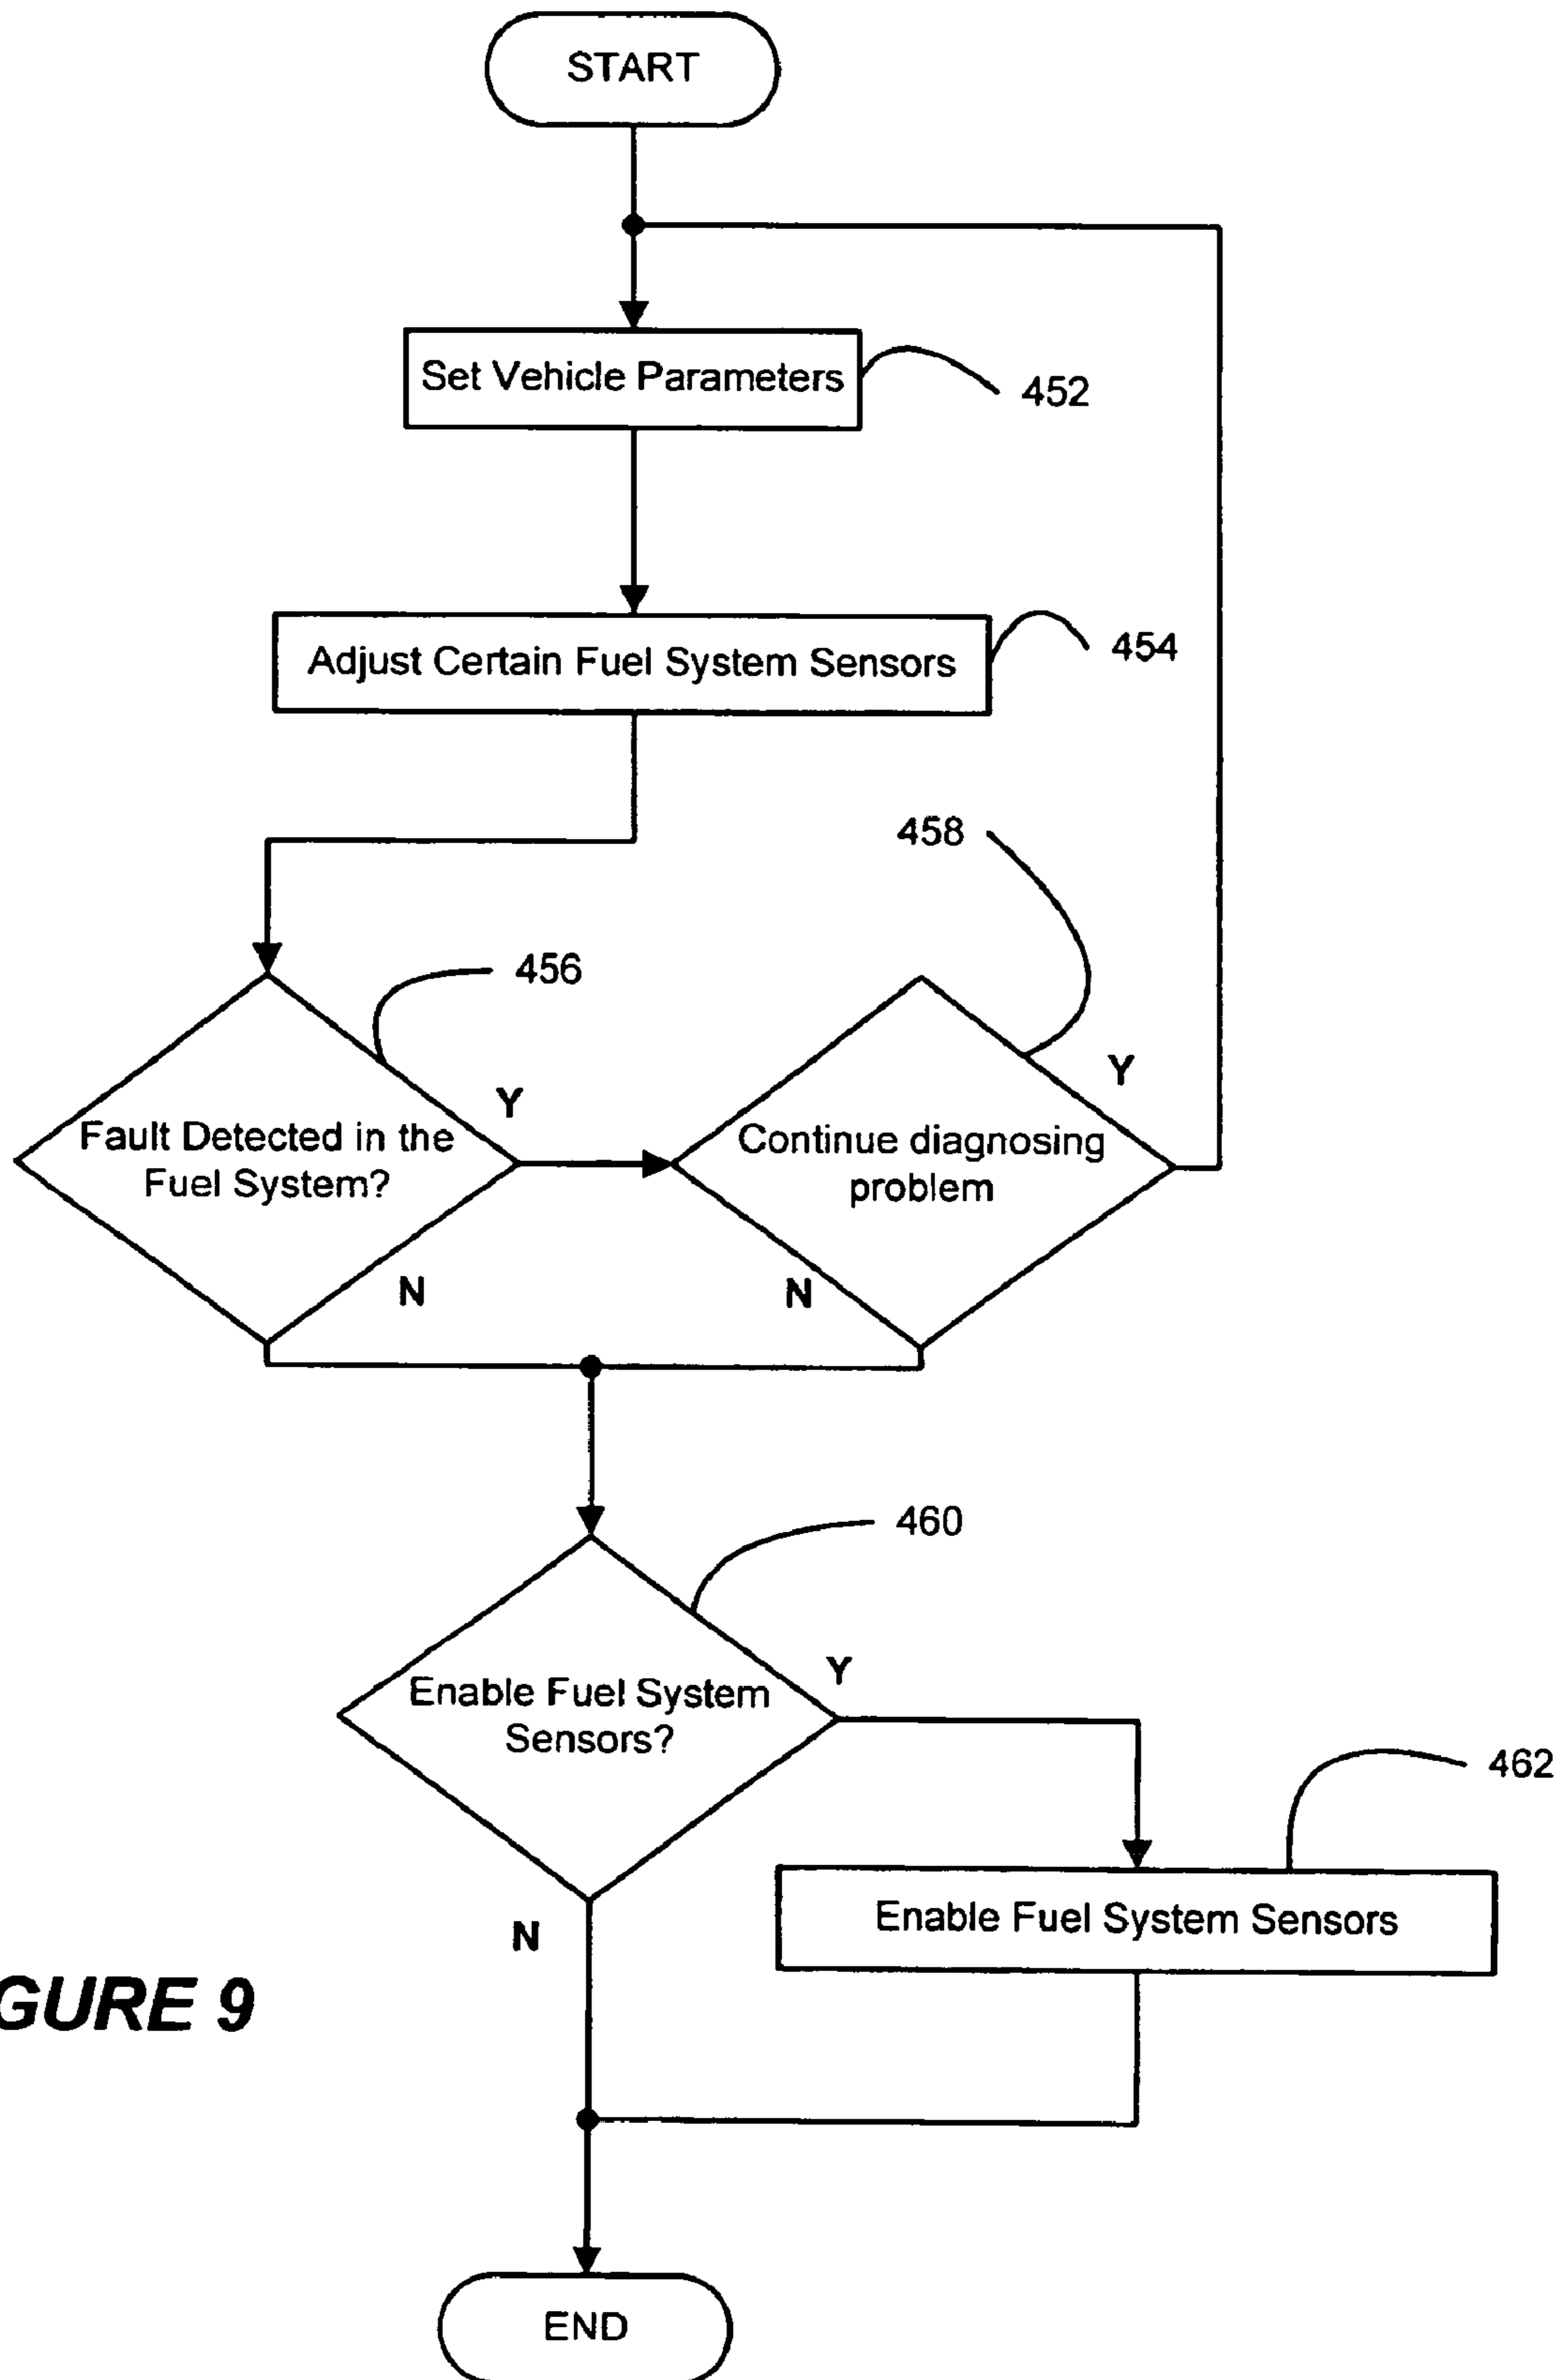 START
Set Vehicle Parameters
452
Adjust Certain Fuel System Sensors
454
458
456
Y
Y
Fault Detected in the
Fuel System?
Continue diagnosing
problem
N
N
460
Y
Enable Fuel System
Sensors?
462
Enable Fuel System Sensors
N
GURE 9
END